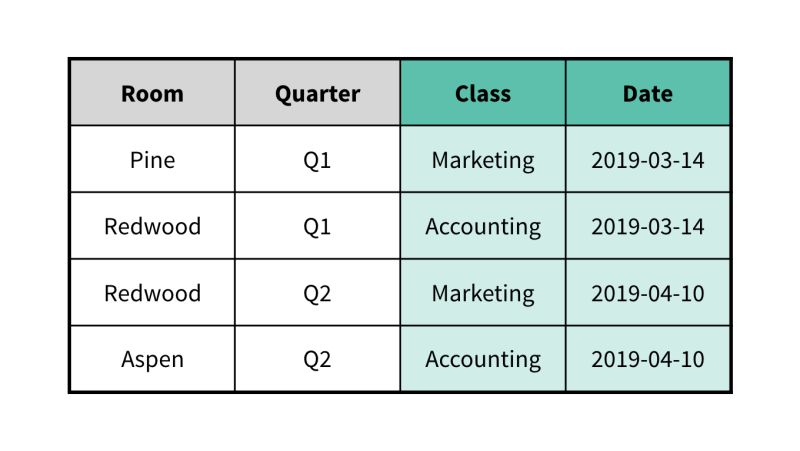 Room Quarter Class Date
Pine Q1 Marketing 2019-03-14
Redwood Q1 Accounting 2019-03-14
Redwood Q2 Marketing 2019-04-10
Aspen Q2 Accounting 2019-04-10